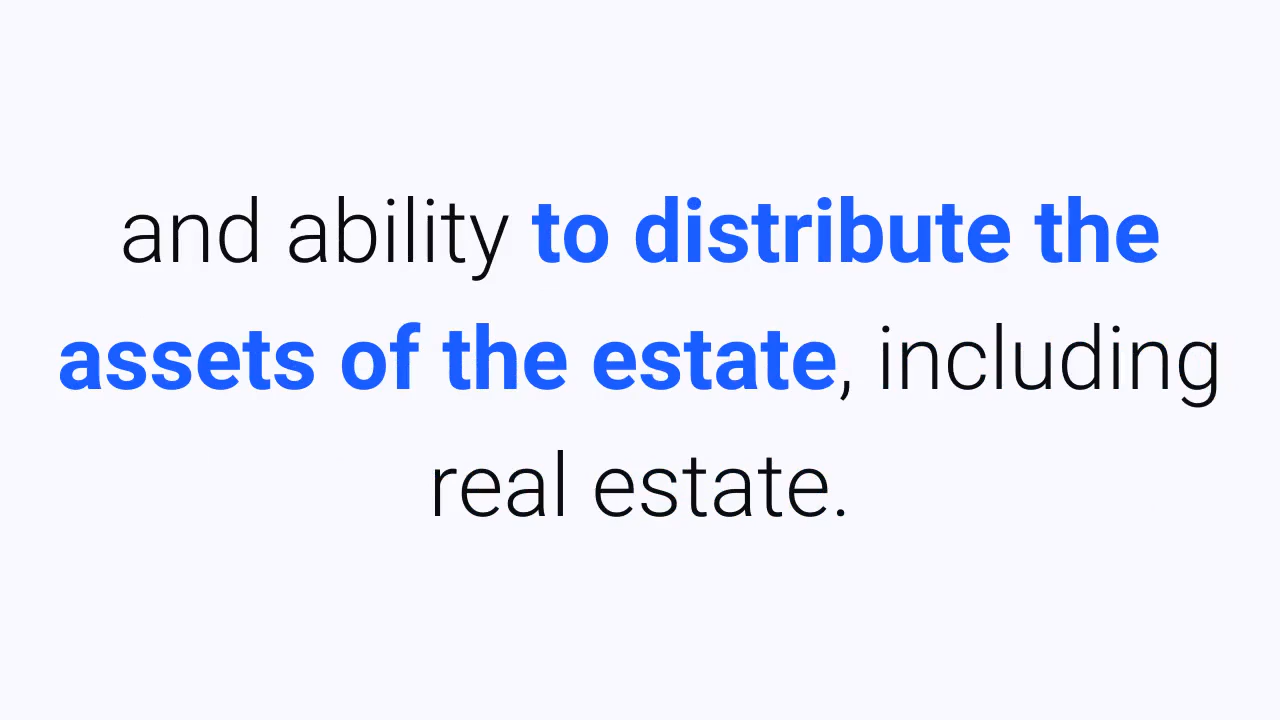 and ability to distribute the
assets of the estate, including
real estate.